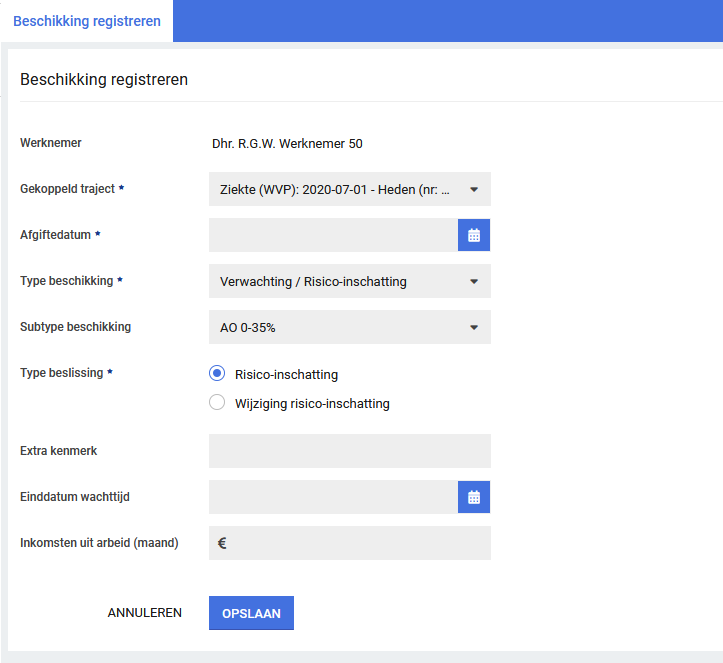 Beschikking registreren
Beschikking registreren
Werknemer Dhr. R.G.W. Werknemer 50
Gekoppeld traject * Ziekte (WVP): 2020-07-01 - Heden (nr: ...
Afgiftedatum *
Type beschikking * Verwachting / Risico-inschatting
Subtype beschikking AO 0-35%
Type beslissing * Risico-inschatting
Wijziging risico-inschatting
Extra kenmerk
Einddatum wachttijd
Inkomsten uit arbeid (maand) €
ANNULEREN OPSLAAN